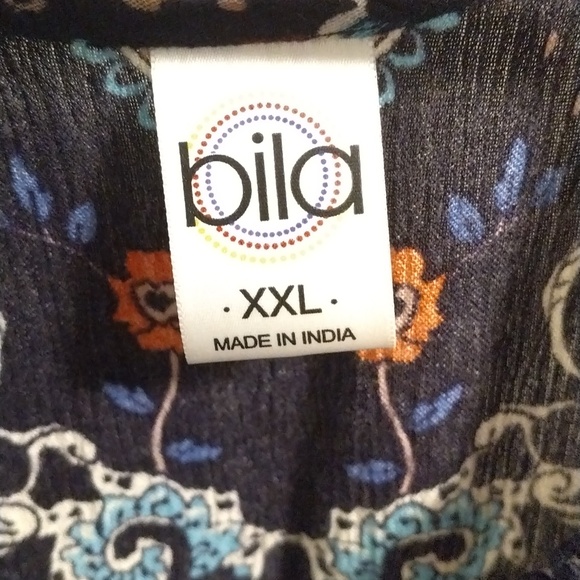 bila
· XXL ·
MADE IN INDIA